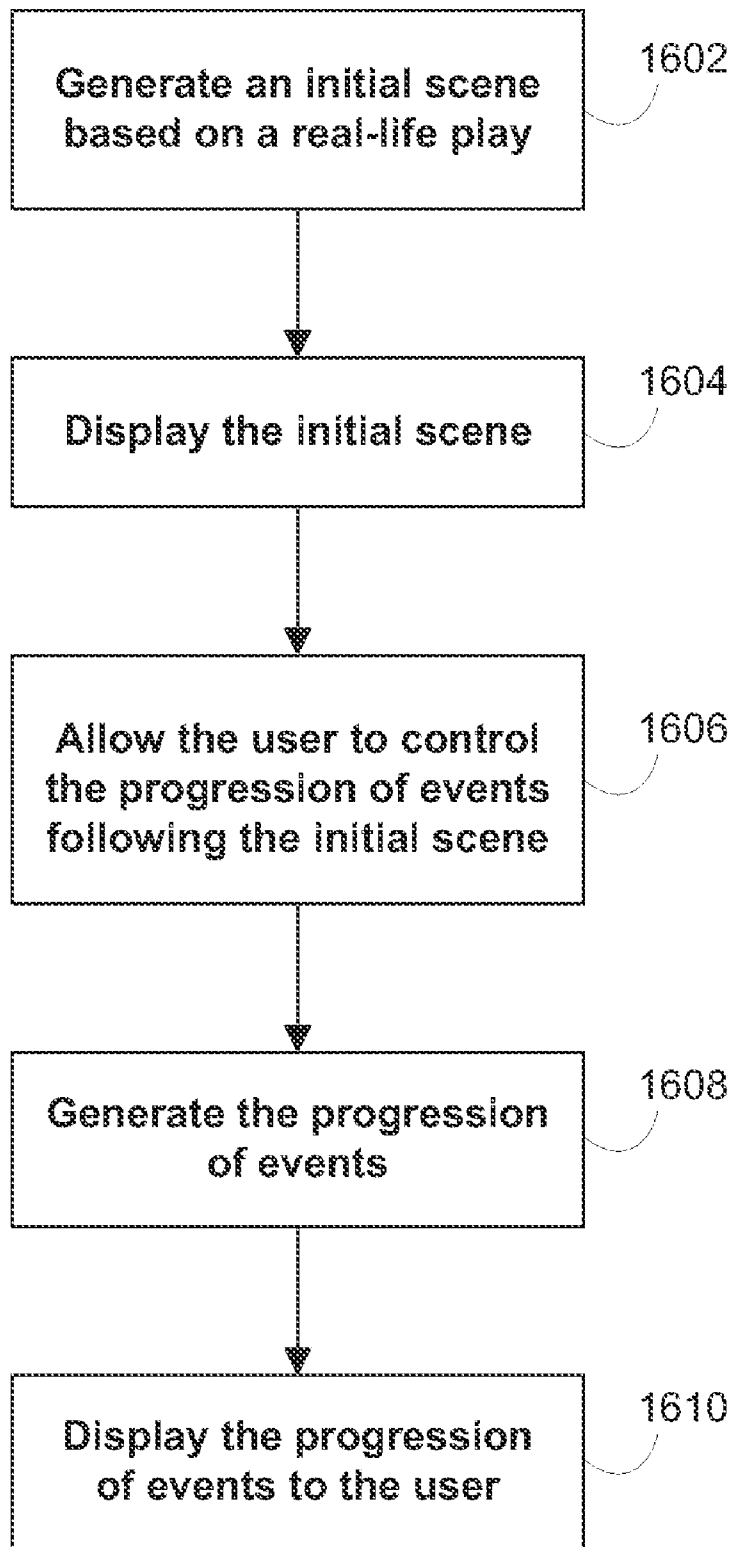 1602
Generate an initial scene
based on a real-life play
1604
Display the initial scene
1606
Allow the user to control
the progression of events
following the initial scene
1608
Generate the progression
of events
1610
Display the progression
of events to the user